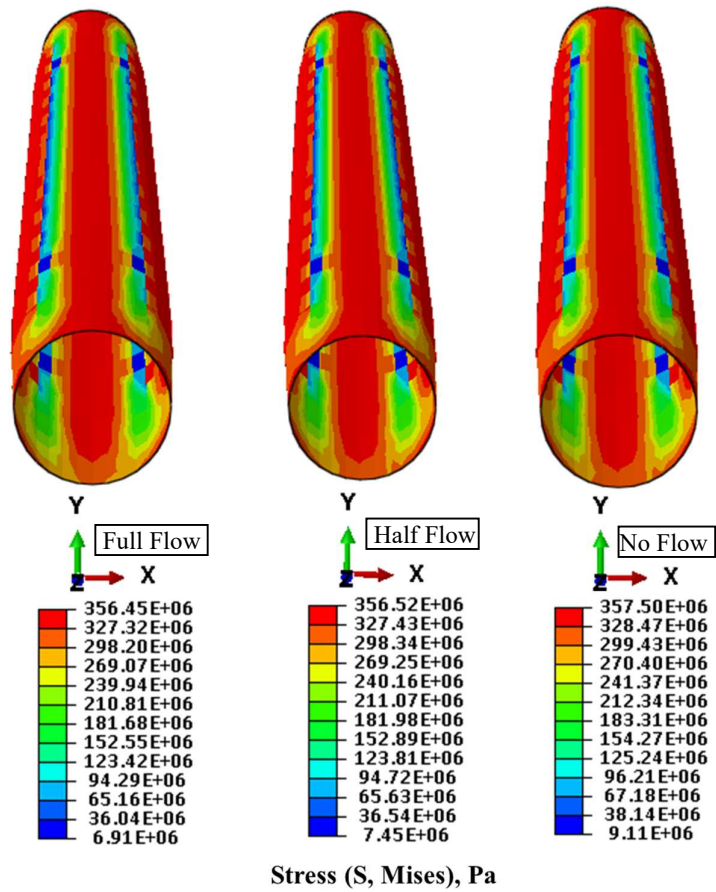 Y
Full Flow
Z X
356.45E+06
327.32E+06
298.20E+06
269.07E+06
239.94E+06
210.81E+06
181.68E+06
152.55E+06
123.42E+06
94.29E+06
65.16E+06
36.04E+06
6.91E+06
Y
Half Flow
Z X
356.52E+06
327.43E+06
298.34E+06
269.25E+06
240.16E+06
211.07E+06
181.98E+06
152.89E+06
123.81E+06
94.72E+06
65.63E+06
36.54E+06
7.45E+06
Y
No Flow
Z X
357.50E+06
328.47E+06
299.43E+06
270.40E+06
241.37E+06
212.34E+06
183.31E+06
154.27E+06
125.24E+06
96.21E+06
67.18E+06
38.14E+06
9.11E+06
Stress (S, Mises), Pa